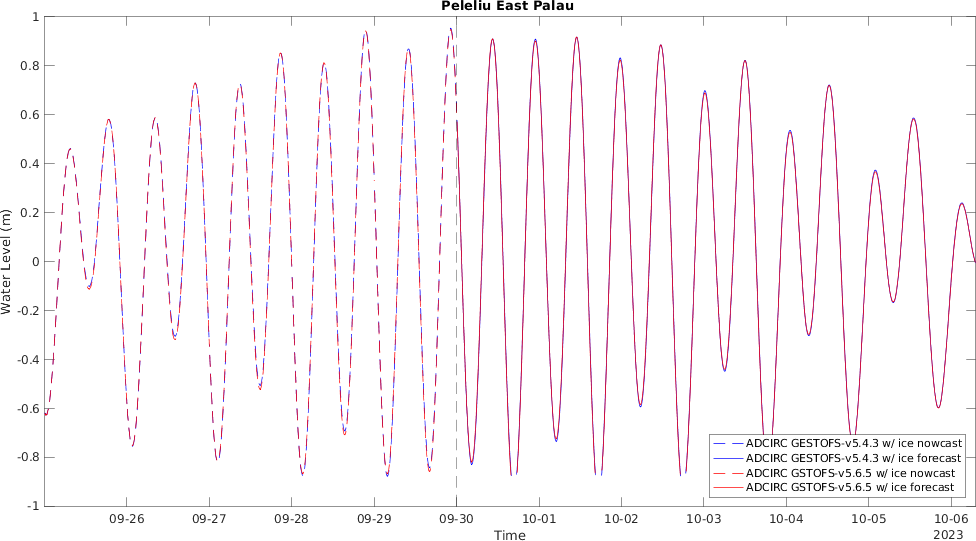 Peleliu East Palau
1
0.8
0.6
0.4
0.2
0
-0.2
-0.4
-0.6
-0.8
-1
Water Level (m)
09-26 09-27 09-28 09-29 09-30 10-01 10-02 10-03 10-04 10-05 10-06
2023
Time
ADCIRC GESTOFS-v5.4.3 w/ ice nowcast
ADCIRC GESTOFS-v5.4.3 w/ ice forecast
ADCIRC GSTOFS-v5.6.5 w/ ice nowcast
ADCIRC GSTOFS-v5.6.5 w/ ice forecast